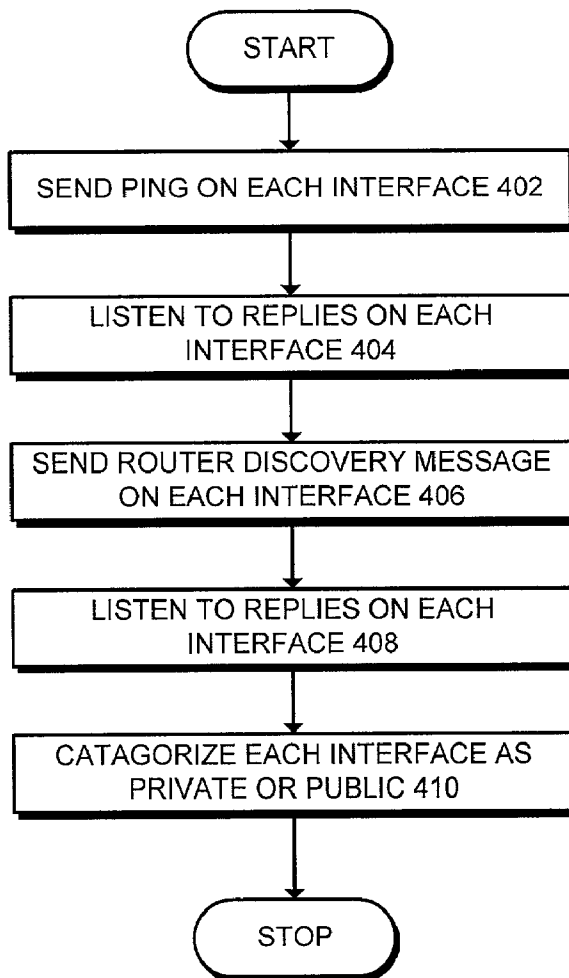 START
SEND PING ON EACH INTERFACE 402
LISTEN TO REPLIES ON EACH
INTERFACE 404
SEND ROUTER DISCOVERY MESSAGE
ON EACH INTERFACE 406
LISTEN TO REPLIES ON EACH
INTERFACE 408
CATAGORIZE EACH INTERFACE AS
PRIVATE OR PUBLIC 410
STOP